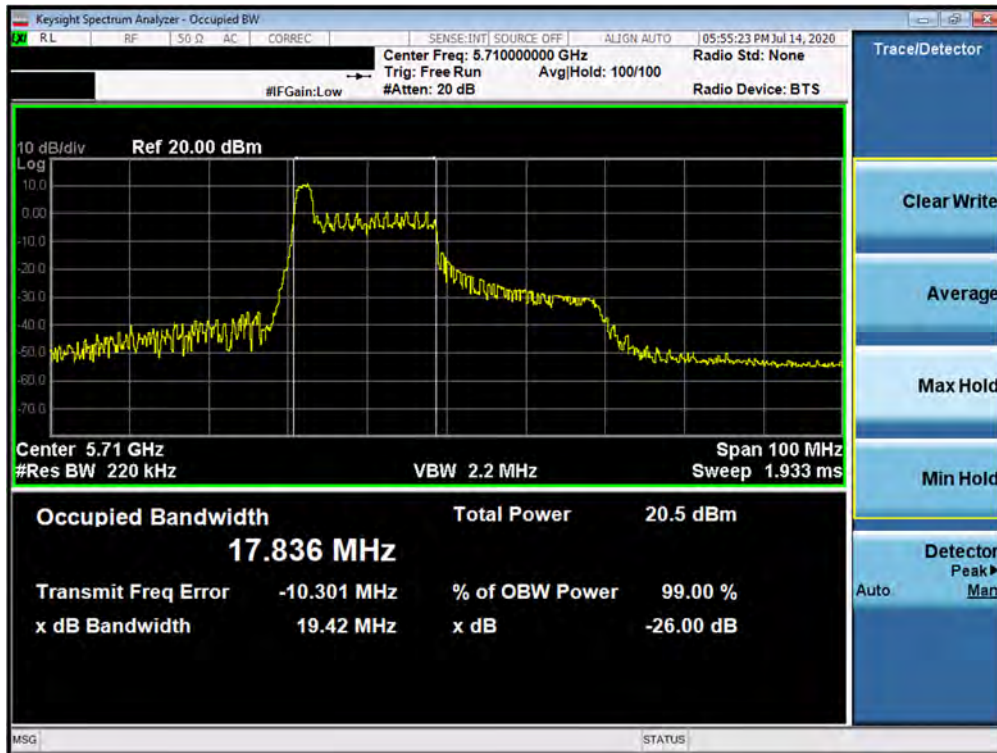 Keysight Spectrum Analyzer - Occupied BW
LXI RL RF 50 Ω AC CORREC SENSE:INT SOURCE OFF ALIGN AUTO 05:55:23 PM Jul 14, 2020
Center Freq: 5.710000000 GHz Radio Std: None
Trig: Free Run Avg|Hold: 100/100
#IFGain:Low #Atten: 20 dB Radio Device: BTS
Trace/Detector
10 dB/div Ref 20.00 dBm
Log
10.0
0.00
-10.0
-20.0
-30.0
-40.0
-50.0
-60.0
-70.0
Center 5.71 GHz Span 100 MHz
#Res BW 220 kHz VBW 2.2 MHz Sweep 1.933 ms
Occupied Bandwidth Total Power 20.5 dBm
17.836 MHz
Transmit Freq Error -10.301 MHz % of OBW Power 99.00 %
x dB Bandwidth 19.42 MHz x dB -26.00 dB
Clear Write
Average
Max Hold
Min Hold
Detector
Peak
Auto Man
MSG STATUS